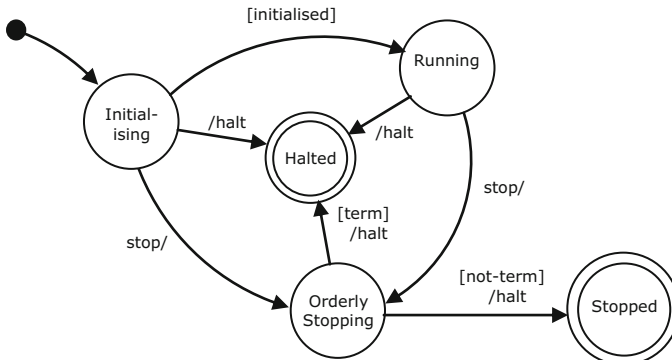 [initialised]
Running
Initial-
ising
/halt
/halt
Halted
stop/
[term]
/halt
stop/
[not-term]
/halt
Orderly
Stopping
Stopped